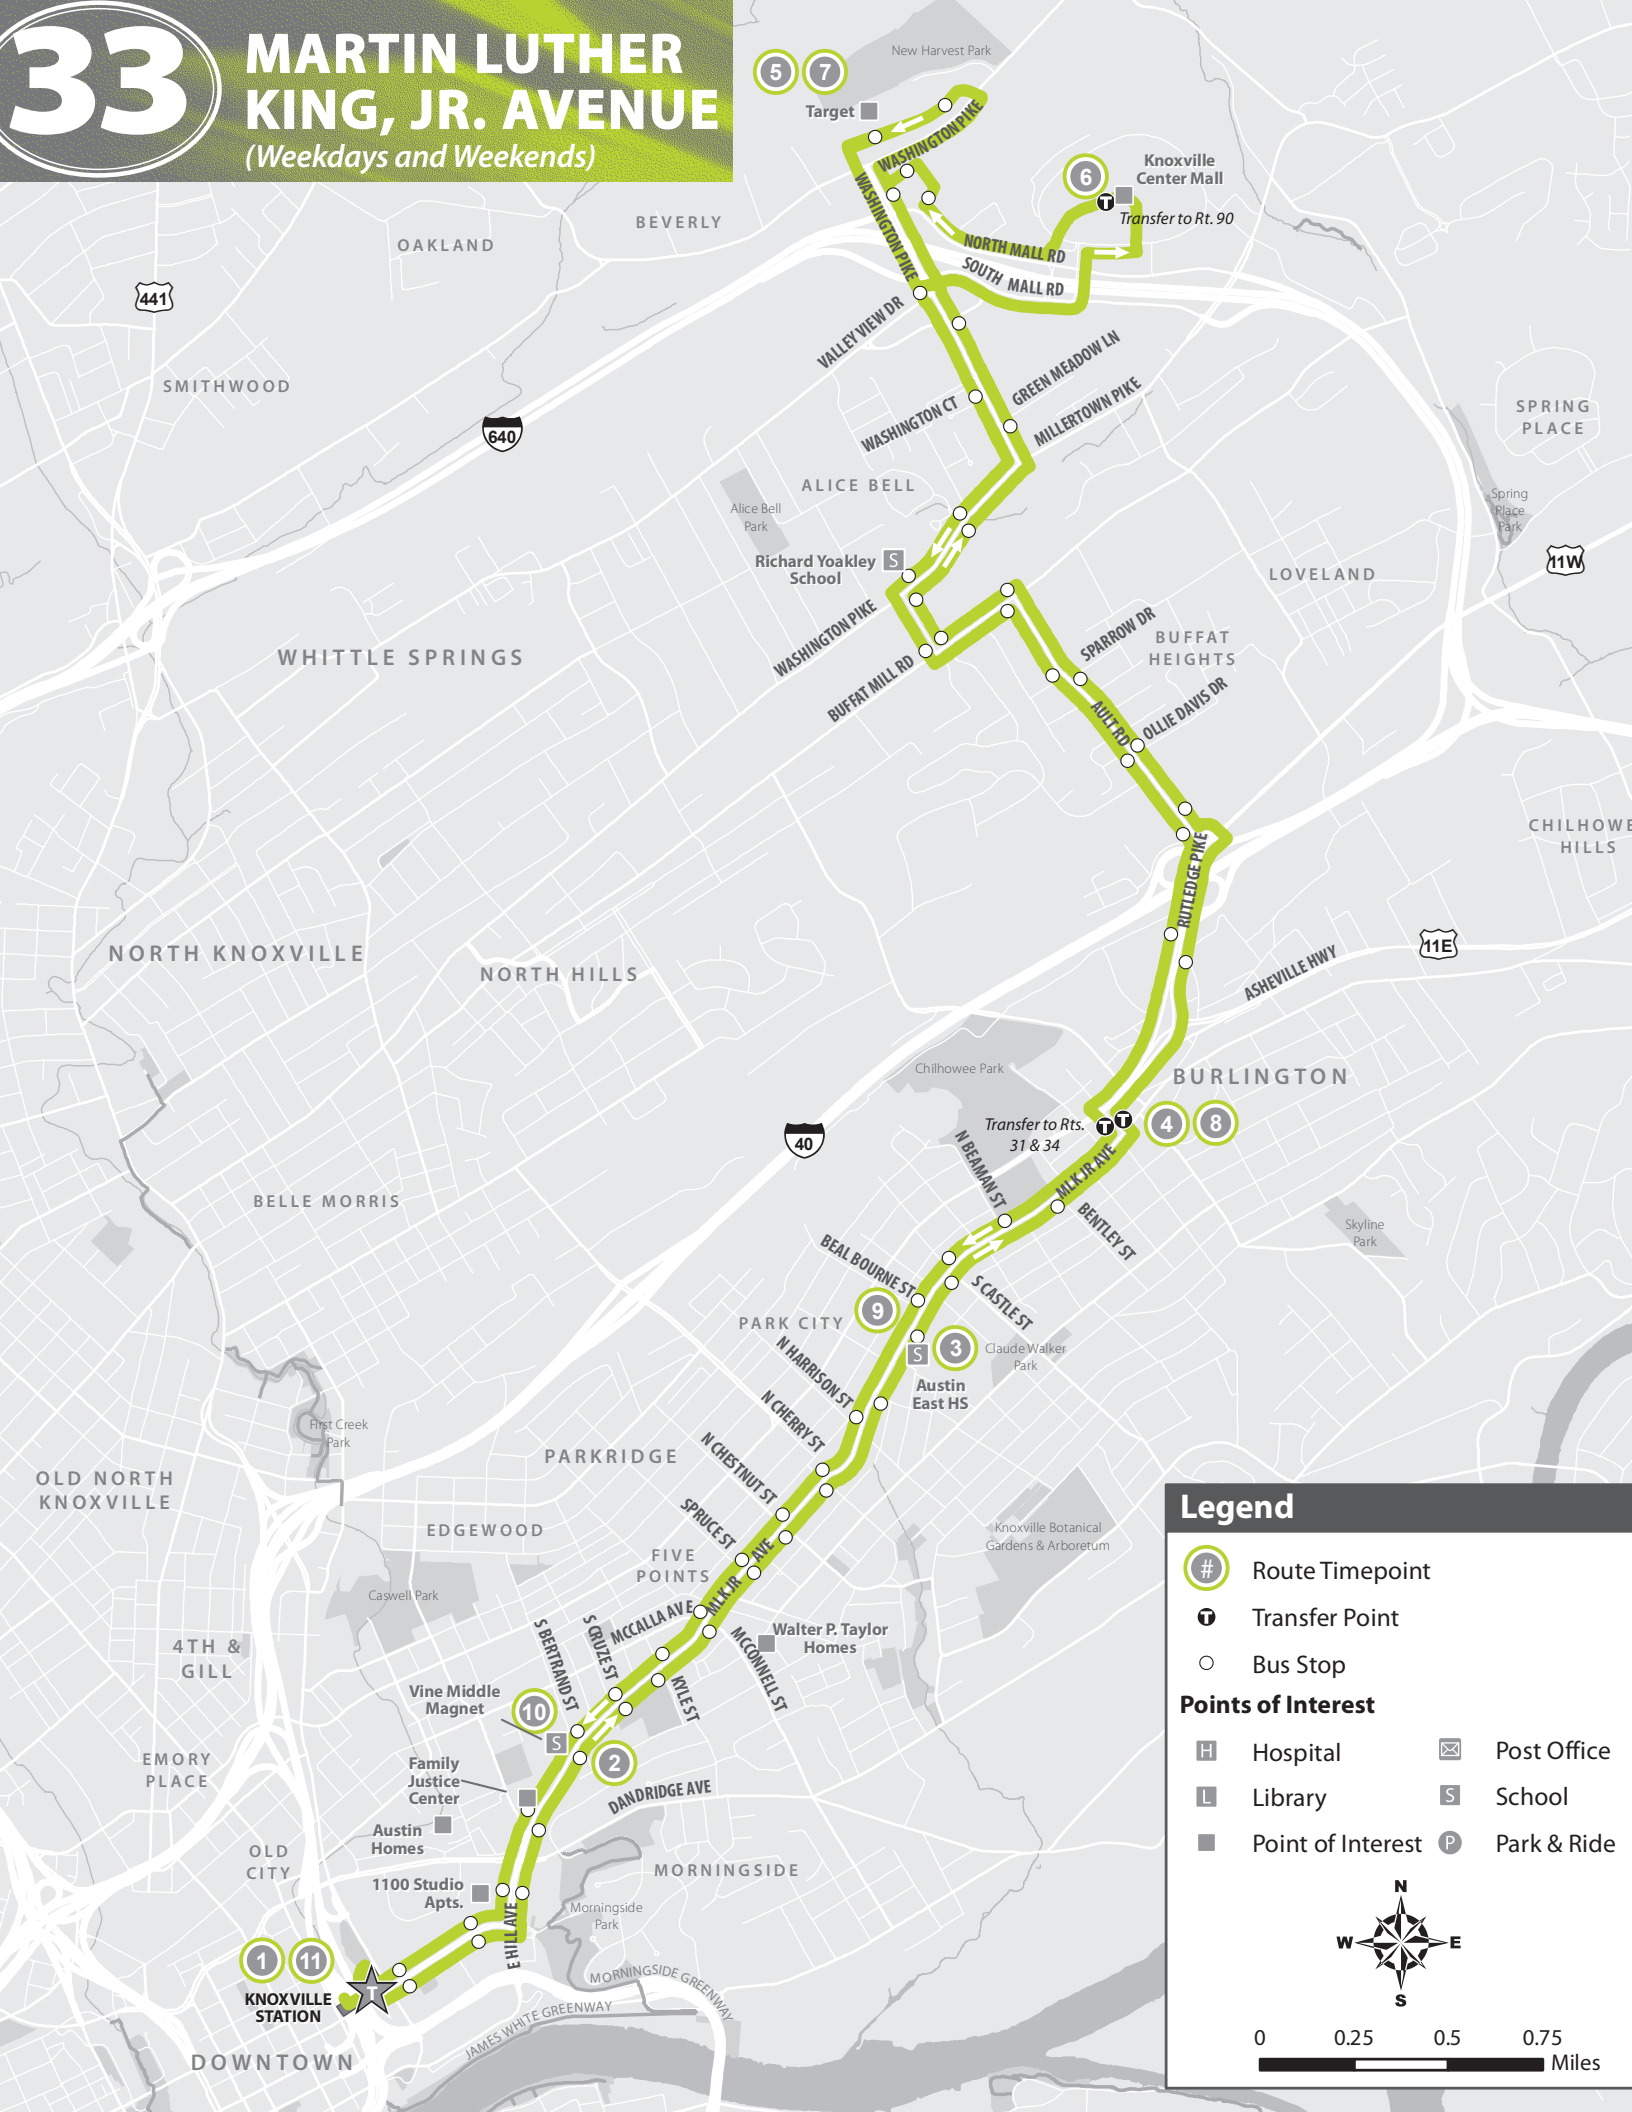 33
MARTIN LUTHER
KING, JR. AVENUE
(Weekdays and Weekends)
New Harvest Park
5
7
Target
WASHINGTON PIKE
WASHINGTON PIKE
6
Knoxville
Center Mall
Transfer to Rt. 90
NORTH MALL RD
SOUTH MALL RD
BEVERLY
OAKLAND
441
SMITHWOOD
640
VALLEY VIEW DR
GREEN MEADOW LN
WASHINGTON CT
MILLERTOWN PIKE
SPRING
PLACE
ALICE BELL
Alice Bell
Park
Spring
Place
Park
Richard Yoakley
School
S
11W
LOVELAND
WASHINGTON PIKE
BUFFAT MILL RD
SPARROW DR
BUFFAT
HEIGHTS
WHITTLE SPRINGS
AULT RD
OLLIE DAVIS DR
CHILHOWE
HILLS
RUTLEDGE PIKE
NORTH KNOXVILLE
NORTH HILLS
11E
ASHEVILLE HWY
Chilhowee Park
BURLINGTON
Transfer to Rts.
31 & 34
T
T
4
8
40
N BEAMAN ST
MLK JR AVE
BENTLEY ST
BELLE MORRIS
Skyline
Park
BEAL BOURNE ST
S CASTLE ST
9
PARK CITY
S
3
Claude Walker
Park
Austin
East HS
N HARRISON ST
N CHERRY ST
First Creek
Park
PARKRIDGE
N CHESTNUT ST
OLD NORTH
KNOXVILLE
SPRUCE ST
EDGEWOOD
FIVE
POINTS
Knoxville Botanical
Gardens & Arboretum
MLK JR AVE
Caswell Park
MCCALLA AVE
S CRUZE ST
S BERTRAND ST
Walter P. Taylor
Homes
MCCONNELL ST
KYLE ST
4TH &
GILL
Vine Middle
Magnet
10
S
2
EMORY
PLACE
Family
Justice
Center
DANDRIDGE AVE
Austin
Homes
OLD
CITY
MORNINGSIDE
1100 Studio
Apts.
Morningside
Park
E HILL AVE
1
11
T
KNOXVILLE
STATION
MORNINGSIDE GREENWAY
JAMES WHITE GREENWAY
DOWNTOWN
Legend
# Route Timepoint
T Transfer Point
Bus Stop
Points of Interest
H Hospital
Post Office
L Library
S School
Point of Interest
P Park & Ride
N
W E
S
0 0.25 0.5 0.75
Miles